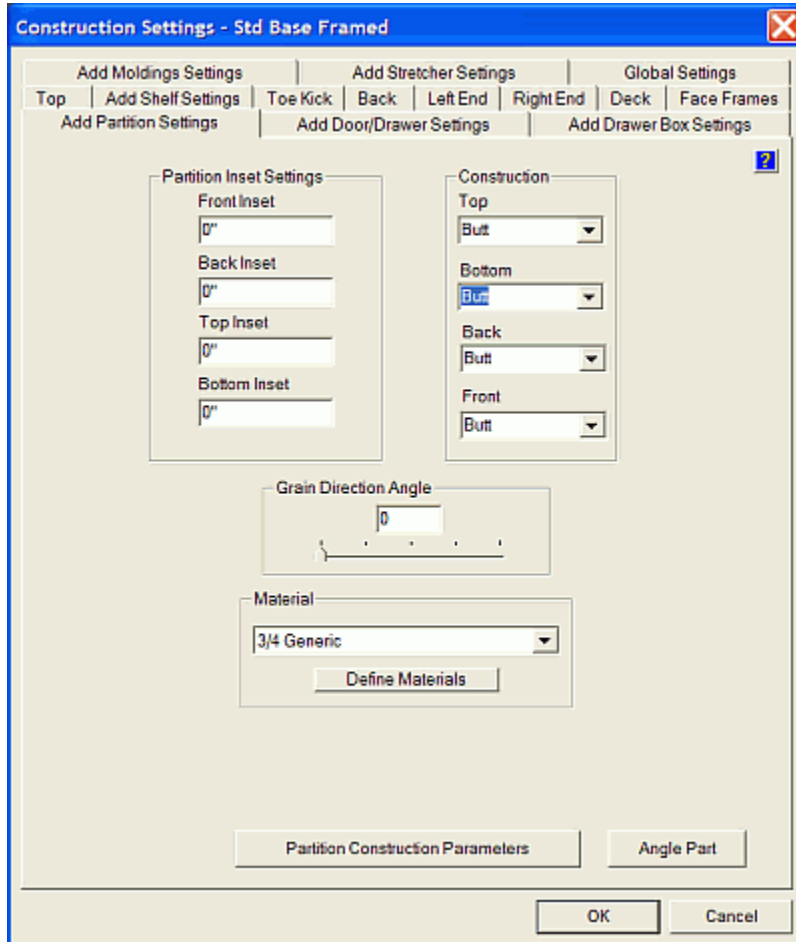 Construction Settings - Std Base Framed
Add Moldings Settings Add Stretcher Settings Global Settings
Top Add Shelf Settings Toe Kick Back Left End Right End Deck Face Frames
Add Partition Settings Add Door/Drawer Settings Add Drawer Box Settings
?
Partition Inset Settings
Front Inset
0"
Back Inset
0"
Top Inset
0"
Bottom Inset
0"
Construction
Top
Butt
Bottom
Butt
Back
Butt
Front
Butt
Grain Direction Angle
0
Material
3/4 Generic
Define Materials
Partition Construction Parameters Angle Part
OK Cancel